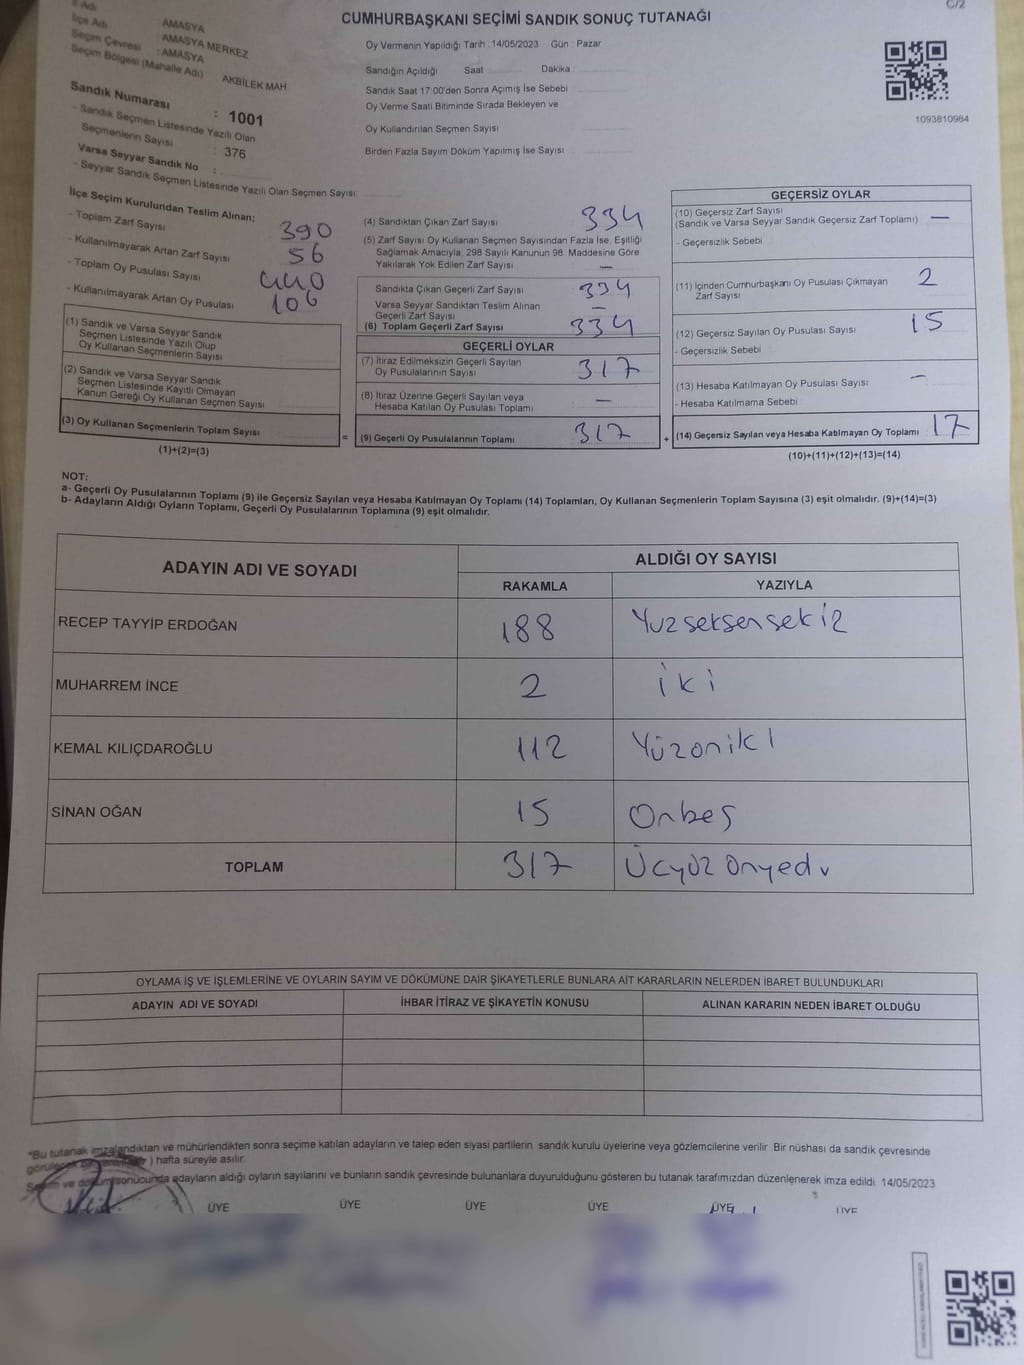 C/2
CUMHURBAŞKANI SEÇİMİ SANDIK SONUÇ TUTANAĞI
İl Adı
İlçe Adı : AMASYA
Seçim Çevresi : AMASYA MERKEZ
Seçim Bölgesi (Mahalle Adı) : AMASYA
AKBİLEK MAH
Sandık Numarası : 1001
- Sandık Seçmen Listesinde Yazılı Olan
Seçmenlerin Sayısı : 376
Varsa Seyyar Sandık No :
- Seyyar Sandık Seçmen Listesinde Yazılı Olan Seçmen Sayısı
Oy Vermenin Yapıldığı Tarih : 14/05/2023 Gün : Pazar
Sandığın Açıldığı Saat Dakika
Sandık Saat 17:00'den Sonra Açımış İse Sebebi
Oy Verme Saati Bitiminde Sırada Bekleyen ve
Oy Kullandırılan Seçmen Sayısı
Birden Fazla Sayım Döküm Yapılmış İse Sayısı
1093810984
İlçe Seçim Kurulundan Teslim Alınan;
- Toplam Zarf Sayısı 390
- Kullanılmayarak Artan Zarf Sayısı 56
- Toplam Oy Pusulası Sayısı 440
- Kullanılmayarak Artan Oy Pusulası 106
(1) Sandık ve Varsa Seyyar Sandık
Seçmen Listesinde Yazılı Olup
Oy Kullanan Seçmenlerin Sayısı
(2) Sandık ve Varsa Seyyar Sandık
Seçmen Listesinde Kayıtlı Olmayan
Kanun Gereği Oy Kullanan Seçmen Sayısı
(3) Oy Kullanan Seçmenlerin Toplam Sayısı
(1)+(2)=(3)
=
(4) Sandıktan Çıkan Zarf Sayısı 334
(5) Zarf Sayısı Oy Kullanan Seçmen Sayısından Fazla İse, Eşitliği
Sağlamak Amacıyla, 298 Sayılı Kanunun 98. Maddesine Göre
Yakılarak Yok Edilen Zarf Sayısı : —
Sandıkta Çıkan Geçerli Zarf Sayısı : 334
Varsa Seyyar Sandıktan Teslim Alınan
Geçerli Zarf Sayısı : —
(6) Toplam Geçerli Zarf Sayısı : 334
GEÇERLİ OYLAR
(7) İtiraz Edilmeksizin Geçerli Sayılan
Oy Pusulalarının Sayısı : 317
(8) İtiraz Üzerine Geçerli Sayılan veya
Hesaba Katılan Oy Pusulası Toplamı : —
(9) Geçerli Oy Pusulalarının Toplamı : 317
+
GEÇERSİZ OYLAR
(10) Geçersiz Zarf Sayısı
(Sandık ve Varsa Seyyar Sandık Geçersiz Zarf Toplamı) : —
- Geçersizlik Sebebi
(11) İçinden Cumhurbaşkanı Oy Pusulası Çıkmayan
Zarf Sayısı 2
(12) Geçersiz Sayılan Oy Pusulası Sayısı : 15
- Geçersizlik Sebebi :
(13) Hesaba Katılmayan Oy Pusulası Sayısı : —
- Hesaba Katılmama Sebebi :
(14) Geçersiz Sayılan veya Hesaba Katılmayan Oy Toplamı : 17
(10)+(11)+(12)+(13)=(14)
NOT:
a- Geçerli Oy Pusulalarının Toplamı (9) ile Geçersiz Sayılan veya Hesaba Katılmayan Oy Toplamı (14) Toplamları, Oy Kullanan Seçmenlerin Toplam Sayısına (3) eşit olmalıdır. (9)+(14)=(3)
b- Adayların Aldığı Oyların Toplamı, Geçerli Oy Pusulalarının Toplamına (9) eşit olmalıdır.
ADAYIN ADI VE SOYADI
ALDIĞI OY SAYISI
RAKAMLA YAZIYLA
RECEP TAYYİP ERDOĞAN 188 Yuzseksensekiz
MUHARREM İNCE 2 iki
KEMAL KILIÇDAROĞLU 112 Yüzoniki
SİNAN OĞAN 15 Onbeş
TOPLAM 317 Üçyüzonyedi
OYLAMA İŞ VE İŞLEMLERİNE VE OYLARIN SAYIM VE DÖKÜMÜNE DAİR ŞİKAYETLERLE BUNLARA AİT KARARLARIN NELERDEN İBARET BULUNDUKLARI
ADAYIN ADI VE SOYADI İHBAR İTİRAZ VE ŞİKAYETİN KONUSU ALINAN KARARIN NEDEN İBARET OLDUĞU
*Bu tutanak imzalandıktan ve mühürlendikten sonra seçime katılan adayların ve talep eden siyasi partilerin sandık kurulu üyelerine veya gözlemcilerine verilir. Bir nüshası da sandık çevresinde
) hafta süreyle asılır.
Sayım ve döküm sonucunda adayların aldığı oyların sayılarını ve bunların sandık çevresinde bulunanlara duyurulduğunu gösteren bu tutanak tarafımızdan düzenlenerek imza edildi. 14/05/2023
ÜYE ÜYE ÜYE ÜYE ÜYE ÜYE